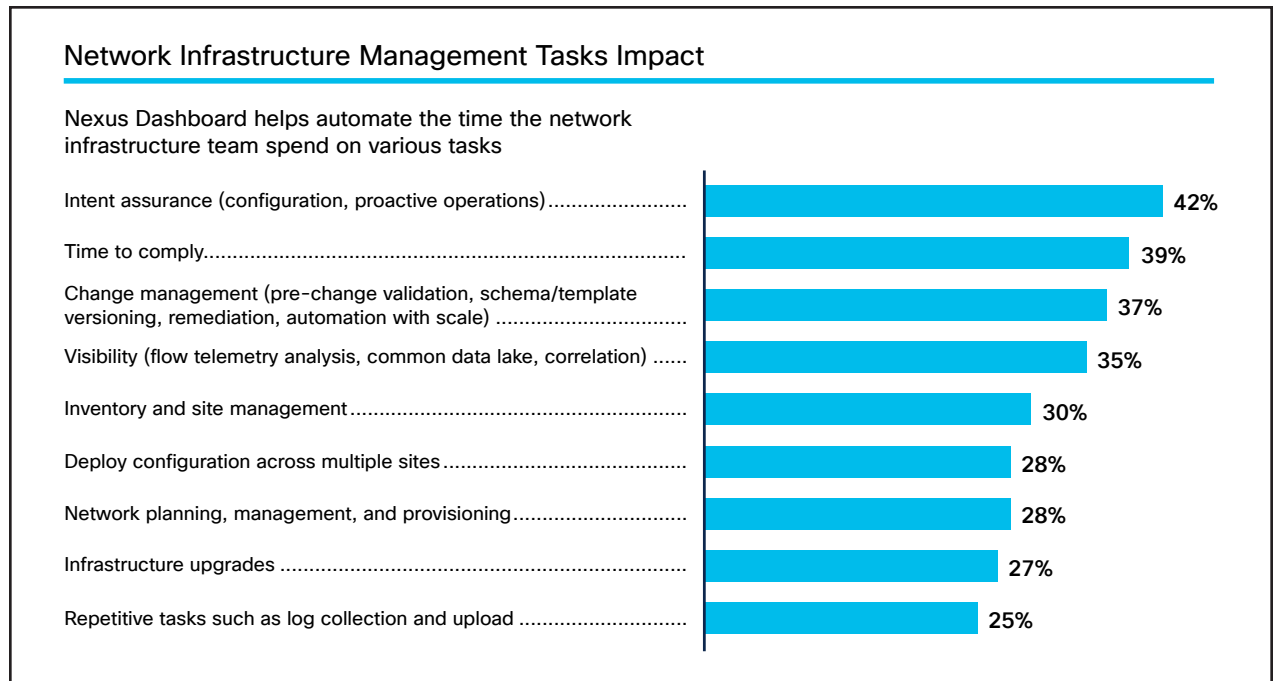 Network Infrastructure Management Tasks Impact
Nexus Dashboard helps automate the time the network
infrastructure team spend on various tasks
Intent assurance (configuration, proactive operations)........................ 42%
Time to comply.................................................................................... 39%
Change management (pre-change validation, schema/template
versioning, remediation, automation with scale) ................................. 37%
Visibility (flow telemetry analysis, common data lake, correlation) ...... 35%
Inventory and site management.......................................................... 30%
Deploy configuration across multiple sites.......................................... 28%
Network planning, management, and provisioning.............................. 28%
Infrastructure upgrades ...................................................................... 27%
Repetitive tasks such as log collection and upload ............................. 25%